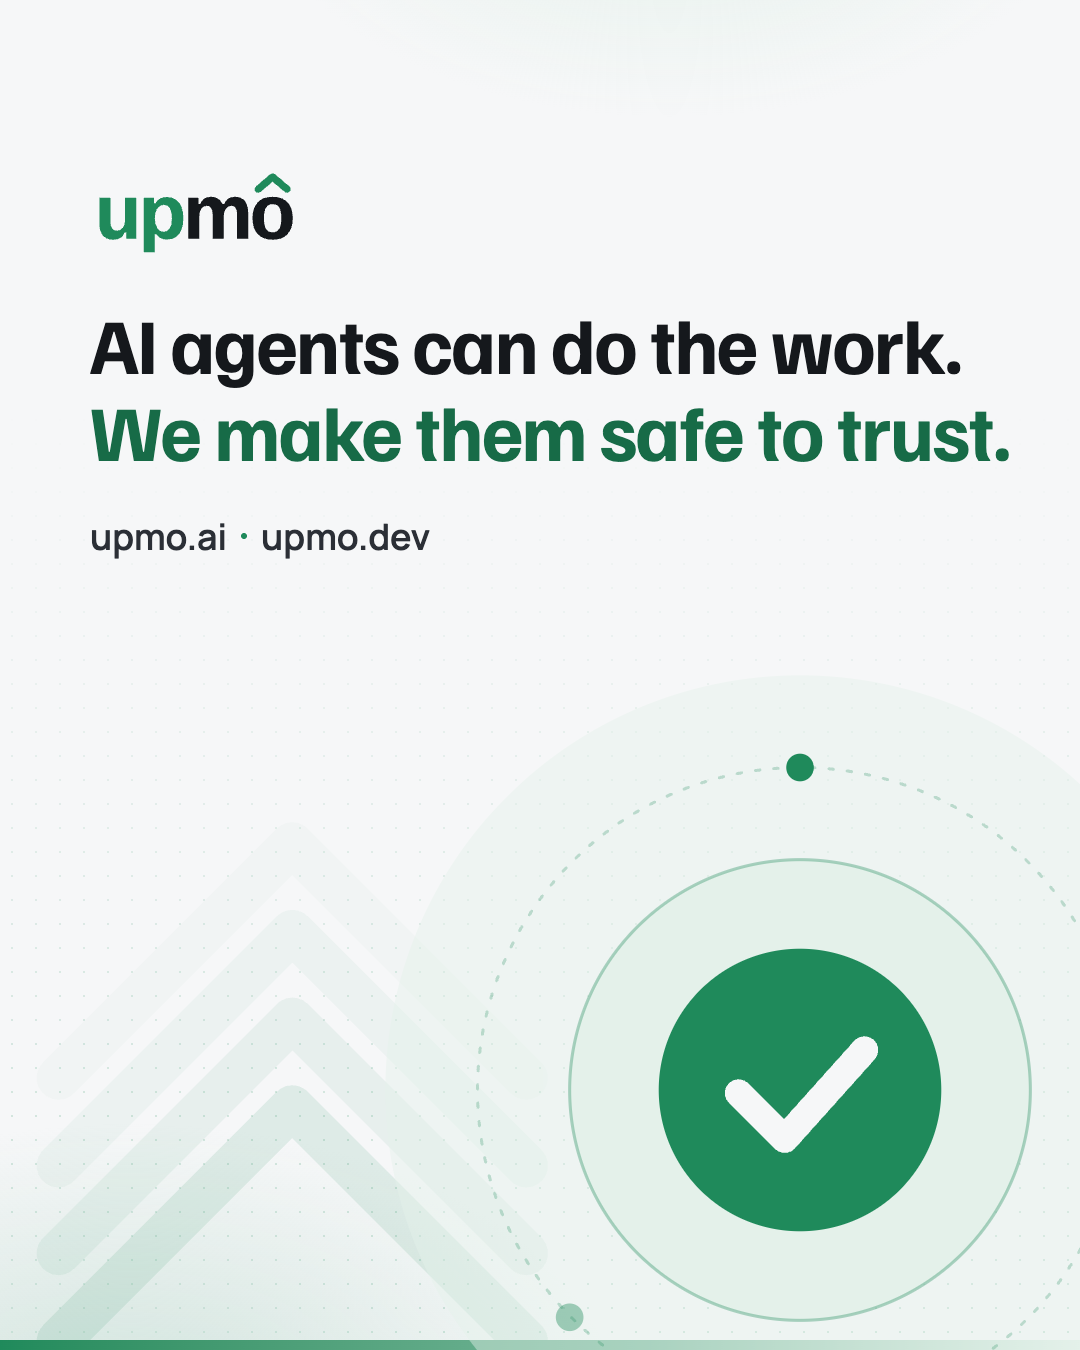 upmô
AI agents can do the work.
We make them safe to trust.
upmo.ai · upmo.dev